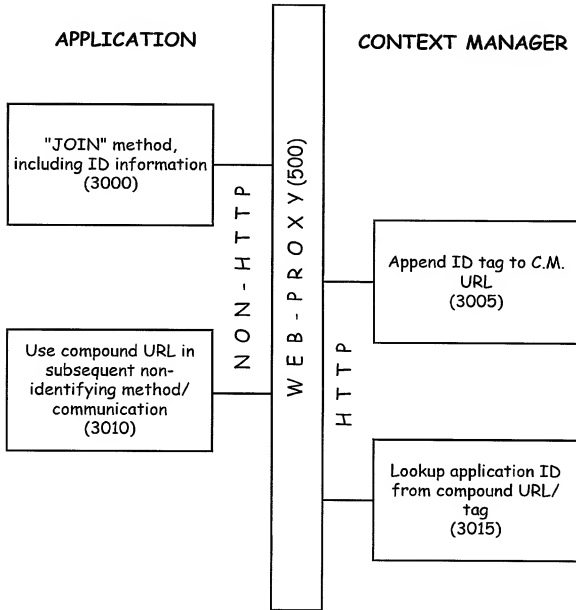 APPLICATION
CONTEXT MANAGER
"JOIN" method,
including ID information
(3000)
NON-HTTP
WEB-PROXY (500)
Append ID tag to C.M.
URL
(3005)
Use compound URL in
subsequent non-
identifying method/
communication
(3010)
HTTP
Lookup application ID
from compound URL/
tag
(3015)